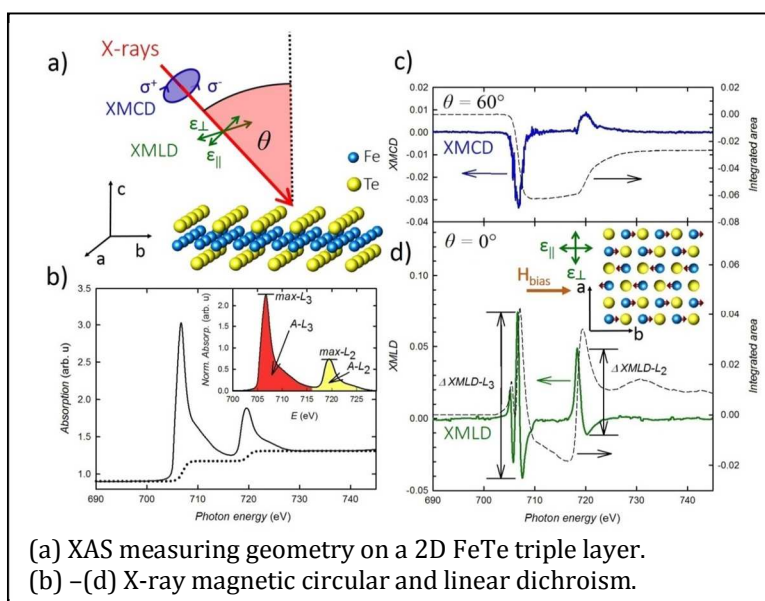 a)
X-rays
σ+
σ-
XMCD
ε⊥
XMLD
ε∥
θ
Fe
Te
c
b
a
b)
Absorption (arb. u)
3.5
3.0
2.5
2.0
1.5
1.0
690 700 710 720 730 740
Photon energy (eV)
Norm. Absorp. (arb. u)
2
1
0
700 705 710 715 720 725
E (eV)
max-L3
A-L3
max-L2
A-L2
c)
θ = 60°
XMCD
XMCD
0.02
0.01
0.00
-0.01
-0.02
-0.03
-0.04
0.02
0.00
-0.02
-0.04
-0.06
-0.08
Integrated area
d)
θ = 0°
ε∥
ε⊥
Hbias
a
b
XMLD
0.10
0.05
0.00
-0.05
Δ XMLD-L3
Δ XMLD-L2
XMLD
0.06
0.04
0.02
0.00
-0.02
Integrated area
690 700 710 720 730 740
Photon energy (eV)
(a) XAS measuring geometry on a 2D FeTe triple layer.
(b) –(d) X-ray magnetic circular and linear dichroism.